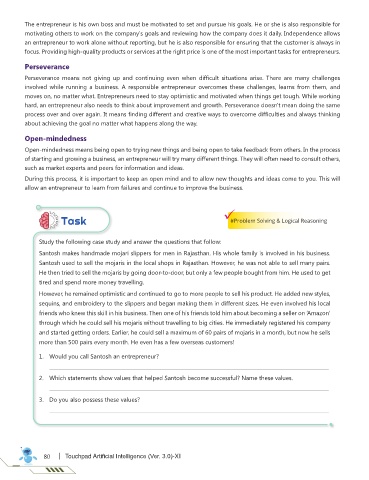 The entrepreneur is his own boss and must be motivated to set and pursue his goals. He or she is also responsible for
motivating others to work on the company's goals and reviewing how the company does it daily. Independence allows
an entrepreneur to work alone without reporting, but he is also responsible for ensuring that the customer is always in
focus. Providing high-quality products or services at the right price is one of the most important tasks for entrepreneurs.
Perseverance
Perseverance means not giving up and continuing even when difficult situations arise. There are many challenges
involved while running a business. A responsible entrepreneur overcomes these challenges, learns from them, and
moves on, no matter what. Entrepreneurs need to stay optimistic and motivated when things get tough. While working
hard, an entrepreneur also needs to think about improvement and growth. Perseverance doesn't mean doing the same
process over and over again. It means finding different and creative ways to overcome difficulties and always thinking
about achieving the goal no matter what happens along the way.
Open-mindedness
Open-mindedness means being open to trying new things and being open to take feedback from others. In the process
of starting and growing a business, an entrepreneur will try many different things. They will often need to consult others,
such as market experts and peers for information and ideas.
During this process, it is important to keep an open mind and to allow new thoughts and ideas come to you. This will
allow an entrepreneur to learn from failures and continue to improve the business.
Task
#Problem Solving & Logical Reasoning
Study the following case study and answer the questions that follow:
Santosh makes handmade mojari slippers for men in Rajasthan. His whole family is involved in his business.
Santosh used to sell the mojaris in the local shops in Rajasthan. However, he was not able to sell many pairs.
He then tried to sell the mojaris by going door-to-door, but only a few people bought from him. He used to get
tired and spend more money travelling.
However, he remained optimistic and continued to go to more people to sell his product. He added new styles,
sequins, and embroidery to the slippers and began making them in different sizes. He even involved his local
friends who knew this skill in his business. Then one of his friends told him about becoming a seller on 'Amazon'
through which he could sell his mojaris without travelling to big cities. He immediately registered his company
and started getting orders. Earlier, he could sell a maximum of 60 pairs of mojaris in a month, but now he sells
more than 500 pairs every month. He even has a few overseas customers!
1. Would you call Santosh an entrepreneur?
2. Which statements show values that helped Santosh become successful? Name these values.
3. Do you also possess these values?
80 | Touchpad Artificial Intelligence (Ver. 3.0)-XI